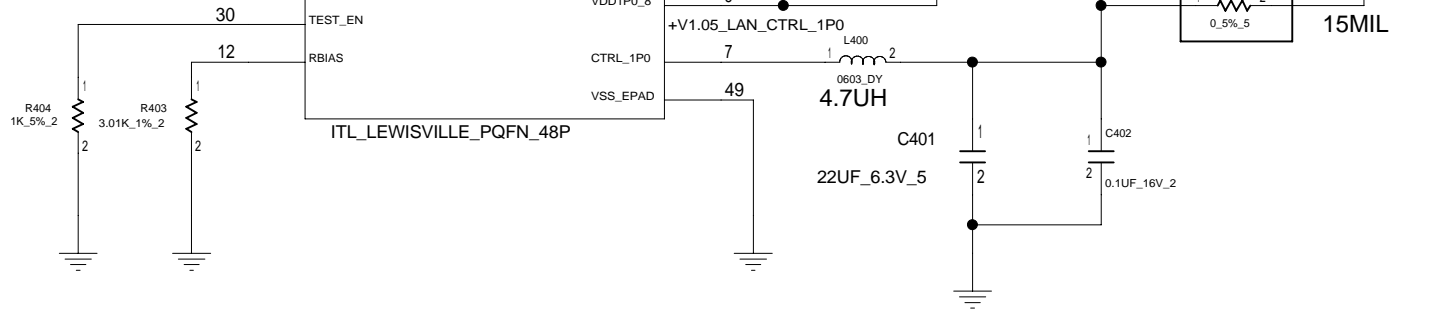 VDD1P0_8
30
TEST_EN
+V1.05_LAN_CTRL_1P0
0_5%_5
15MIL
12
RBIAS
CTRL_1P0
7
1
L400
2
0603_DY
4.7UH
VSS_EPAD
49
R404
1K_5%_2
1
2
R403
3.01K_1%_2
1
2
ITL_LEWISVILLE_PQFN_48P
C401
1
22UF_6.3V_5
2
1
C402
2
0.1UF_16V_2